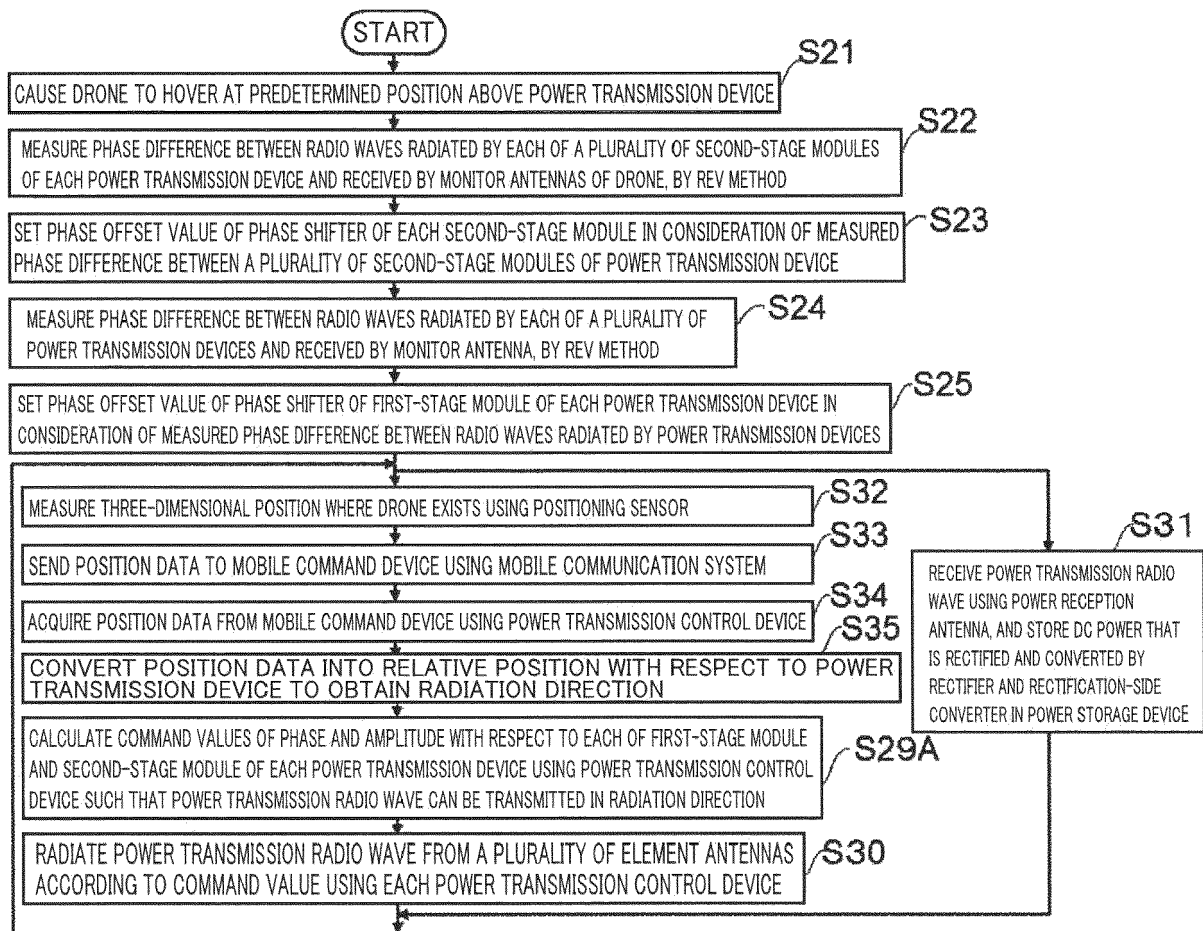 START
S21
CAUSE DRONE TO HOVER AT PREDETERMINED POSITION ABOVE POWER TRANSMISSION DEVICE
S22
MEASURE PHASE DIFFERENCE BETWEEN RADIO WAVES RADIATED BY EACH OF A PLURALITY OF SECOND-STAGE MODULES
OF EACH POWER TRANSMISSION DEVICE AND RECEIVED BY MONITOR ANTENNAS OF DRONE, BY REV METHOD
S23
SET PHASE OFFSET VALUE OF PHASE SHIFTER OF EACH SECOND-STAGE MODULE IN CONSIDERATION OF MEASURED
PHASE DIFFERENCE BETWEEN A PLURALITY OF SECOND-STAGE MODULES OF POWER TRANSMISSION DEVICE
S24
MEASURE PHASE DIFFERENCE BETWEEN RADIO WAVES RADIATED BY EACH OF A PLURALITY OF
POWER TRANSMISSION DEVICES AND RECEIVED BY MONITOR ANTENNA, BY REV METHOD
S25
SET PHASE OFFSET VALUE OF PHASE SHIFTER OF FIRST-STAGE MODULE OF EACH POWER TRANSMISSION DEVICE IN
CONSIDERATION OF MEASURED PHASE DIFFERENCE BETWEEN RADIO WAVES RADIATED BY POWER TRANSMISSION DEVICES
S32
MEASURE THREE-DIMENSIONAL POSITION WHERE DRONE EXISTS USING POSITIONING SENSOR
S33
SEND POSITION DATA TO MOBILE COMMAND DEVICE USING MOBILE COMMUNICATION SYSTEM
S34
ACQUIRE POSITION DATA FROM MOBILE COMMAND DEVICE USING POWER TRANSMISSION CONTROL DEVICE
S35
CONVERT POSITION DATA INTO RELATIVE POSITION WITH RESPECT TO POWER
TRANSMISSION DEVICE TO OBTAIN RADIATION DIRECTION
S29A
CALCULATE COMMAND VALUES OF PHASE AND AMPLITUDE WITH RESPECT TO EACH OF FIRST-STAGE MODULE
AND SECOND-STAGE MODULE OF EACH POWER TRANSMISSION DEVICE USING POWER TRANSMISSION CONTROL
DEVICE SUCH THAT POWER TRANSMISSION RADIO WAVE CAN BE TRANSMITTED IN RADIATION DIRECTION
S30
RADIATE POWER TRANSMISSION RADIO WAVE FROM A PLURALITY OF ELEMENT ANTENNAS
ACCORDING TO COMMAND VALUE USING EACH POWER TRANSMISSION CONTROL DEVICE
S31
RECEIVE POWER TRANSMISSION RADIO
WAVE USING POWER RECEPTION
ANTENNA, AND STORE DC POWER THAT
IS RECTIFIED AND CONVERTED BY
RECTIFIER AND RECTIFICATION-SIDE
CONVERTER IN POWER STORAGE DEVICE